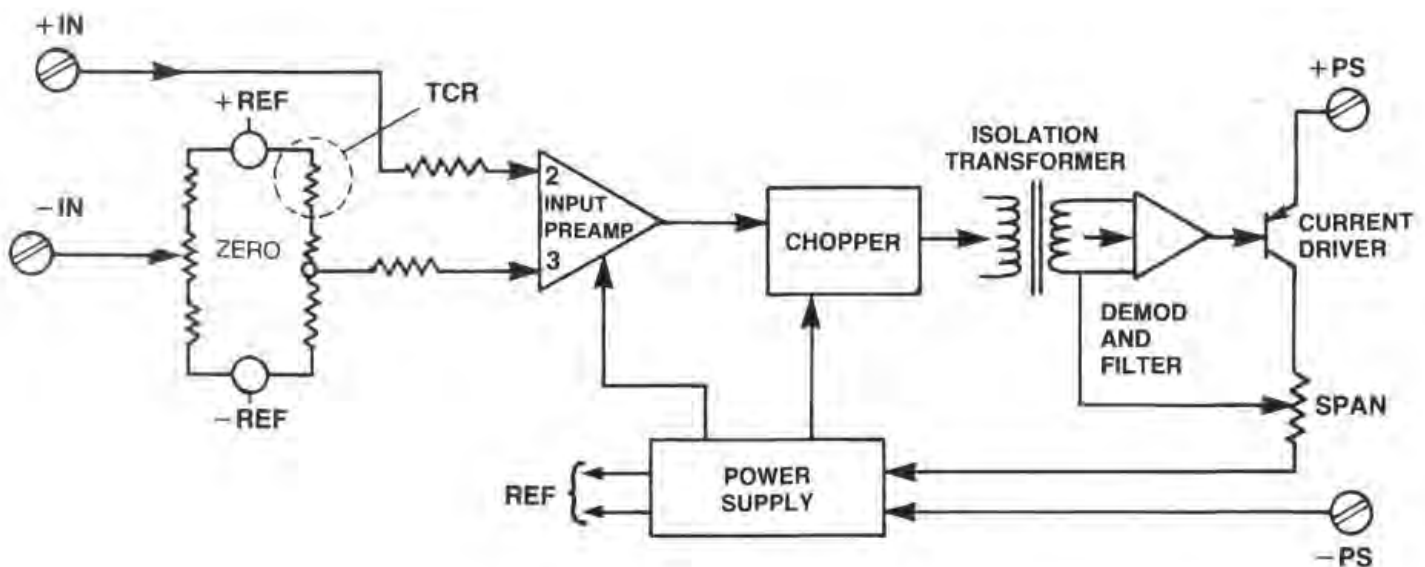 +IN
+REF
TCR
-IN
ZERO
-REF
2
INPUT
PREAMP
3
CHOPPER
ISOLATION
TRANSFORMER
+PS
CURRENT
DRIVER
DEMOD
AND
FILTER
SPAN
REF
POWER
SUPPLY
-PS